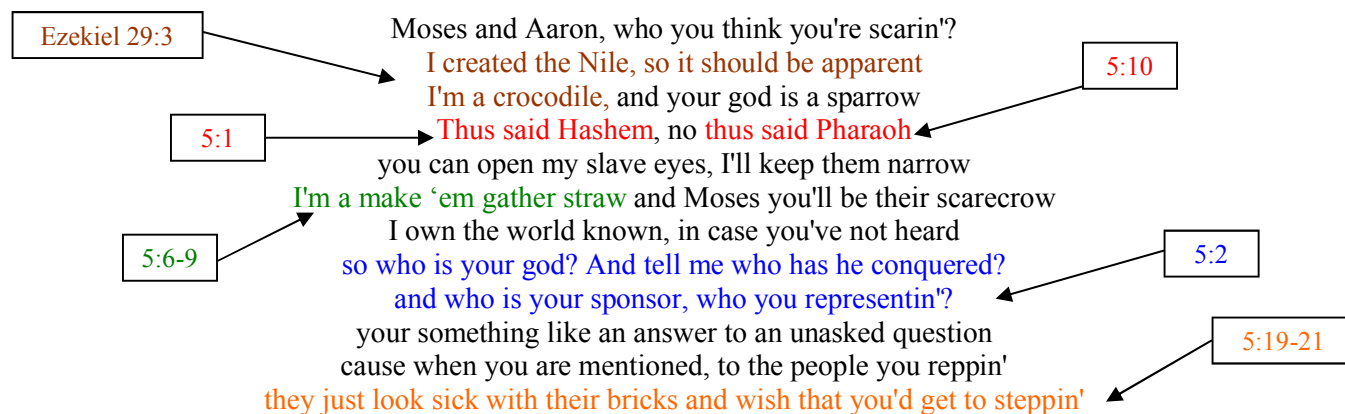 Moses and Aaron, who you think you're scarin'?
Ezekiel 29:3
I created the Nile, so it should be apparent
5:10
I'm a crocodile, and your god is a sparrow
5:1
Thus said Hashem, no thus said Pharaoh
you can open my slave eyes, I'll keep them narrow
I'm a make ‘em gather straw and Moses you'll be their scarecrow
I own the world known, in case you've not heard
5:6-9
so who is your god? And tell me who has he conquered?
5:2
and who is your sponsor, who you representin'?
your something like an answer to an unasked question
5:19-21
cause when you are mentioned, to the people you reppin'
they just look sick with their bricks and wish that you'd get to steppin'